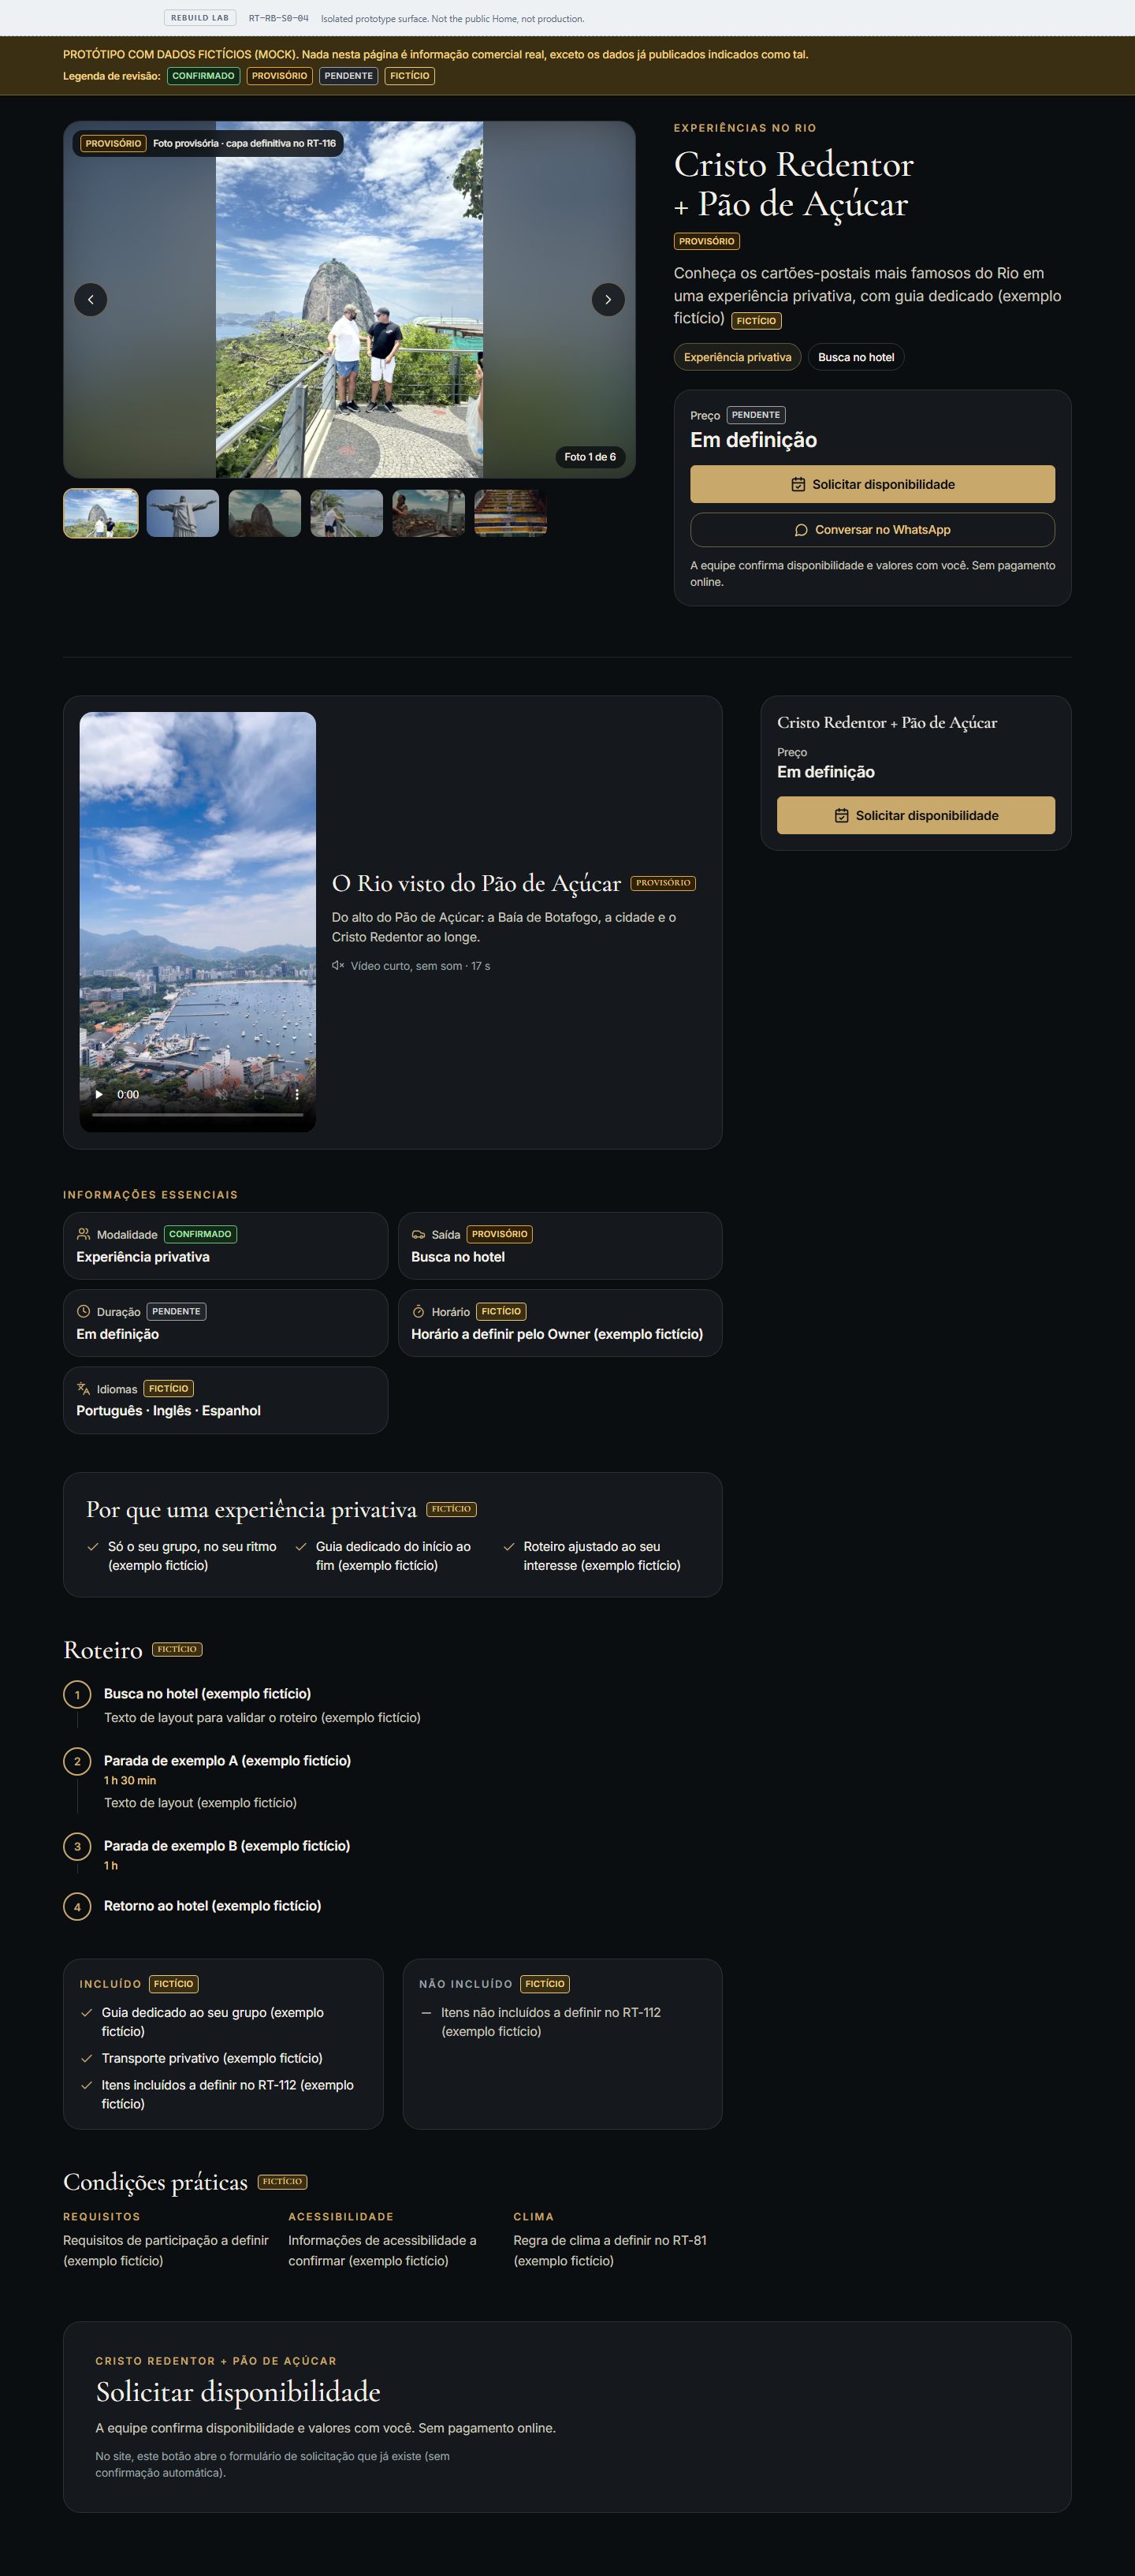 REBUILD LAB RT-RB-S0-04 Isolated prototype surface. Not the public Home, not production.
PROTÓTIPO COM DADOS FICTÍCIOS (MOCK). Nada nesta página é informação comercial real, exceto os dados já publicados indicados como tal.
Legenda de revisão: CONFIRMADO PROVISÓRIO PENDENTE FICTÍCIO
PROVISÓRIO Foto provisória · capa definitiva no RT-116
Foto 1 de 6
EXPERIÊNCIAS NO RIO
Cristo Redentor
+ Pão de Açúcar
PROVISÓRIO
Conheça os cartões-postais mais famosos do Rio em
uma experiência privativa, com guia dedicado (exemplo
fictício) FICTÍCIO
Experiência privativa Busca no hotel
Preço PENDENTE
Em definição
Solicitar disponibilidade
Conversar no WhatsApp
A equipe confirma disponibilidade e valores com você. Sem pagamento
online.
O Rio visto do Pão de Açúcar PROVISÓRIO
Do alto do Pão de Açúcar: a Baía de Botafogo, a cidade e o
Cristo Redentor ao longe.
Vídeo curto, sem som · 17 s
0:00
Cristo Redentor + Pão de Açúcar
Preço
Em definição
Solicitar disponibilidade
INFORMAÇÕES ESSENCIAIS
Modalidade CONFIRMADO
Experiência privativa
Saída PROVISÓRIO
Busca no hotel
Duração PENDENTE
Em definição
Horário FICTÍCIO
Horário a definir pelo Owner (exemplo fictício)
Idiomas FICTÍCIO
Português · Inglês · Espanhol
Por que uma experiência privativa FICTÍCIO
Só o seu grupo, no seu ritmo
(exemplo fictício)
Guia dedicado do início ao
fim (exemplo fictício)
Roteiro ajustado ao seu
interesse (exemplo fictício)
Roteiro FICTÍCIO
1 Busca no hotel (exemplo fictício)
Texto de layout para validar o roteiro (exemplo fictício)
2 Parada de exemplo A (exemplo fictício)
1 h 30 min
Texto de layout (exemplo fictício)
3 Parada de exemplo B (exemplo fictício)
1 h
4 Retorno ao hotel (exemplo fictício)
INCLUÍDO FICTÍCIO
Guia dedicado ao seu grupo (exemplo
fictício)
Transporte privativo (exemplo fictício)
Itens incluídos a definir no RT-112 (exemplo
fictício)
NÃO INCLUÍDO FICTÍCIO
Itens não incluídos a definir no RT-112
(exemplo fictício)
Condições práticas FICTÍCIO
REQUISITOS
Requisitos de participação a definir
(exemplo fictício)
ACESSIBILIDADE
Informações de acessibilidade a
confirmar (exemplo fictício)
CLIMA
Regra de clima a definir no RT-81
(exemplo fictício)
CRISTO REDENTOR + PÃO DE AÇÚCAR
Solicitar disponibilidade
A equipe confirma disponibilidade e valores com você. Sem pagamento online.
No site, este botão abre o formulário de solicitação que já existe (sem
confirmação automática).